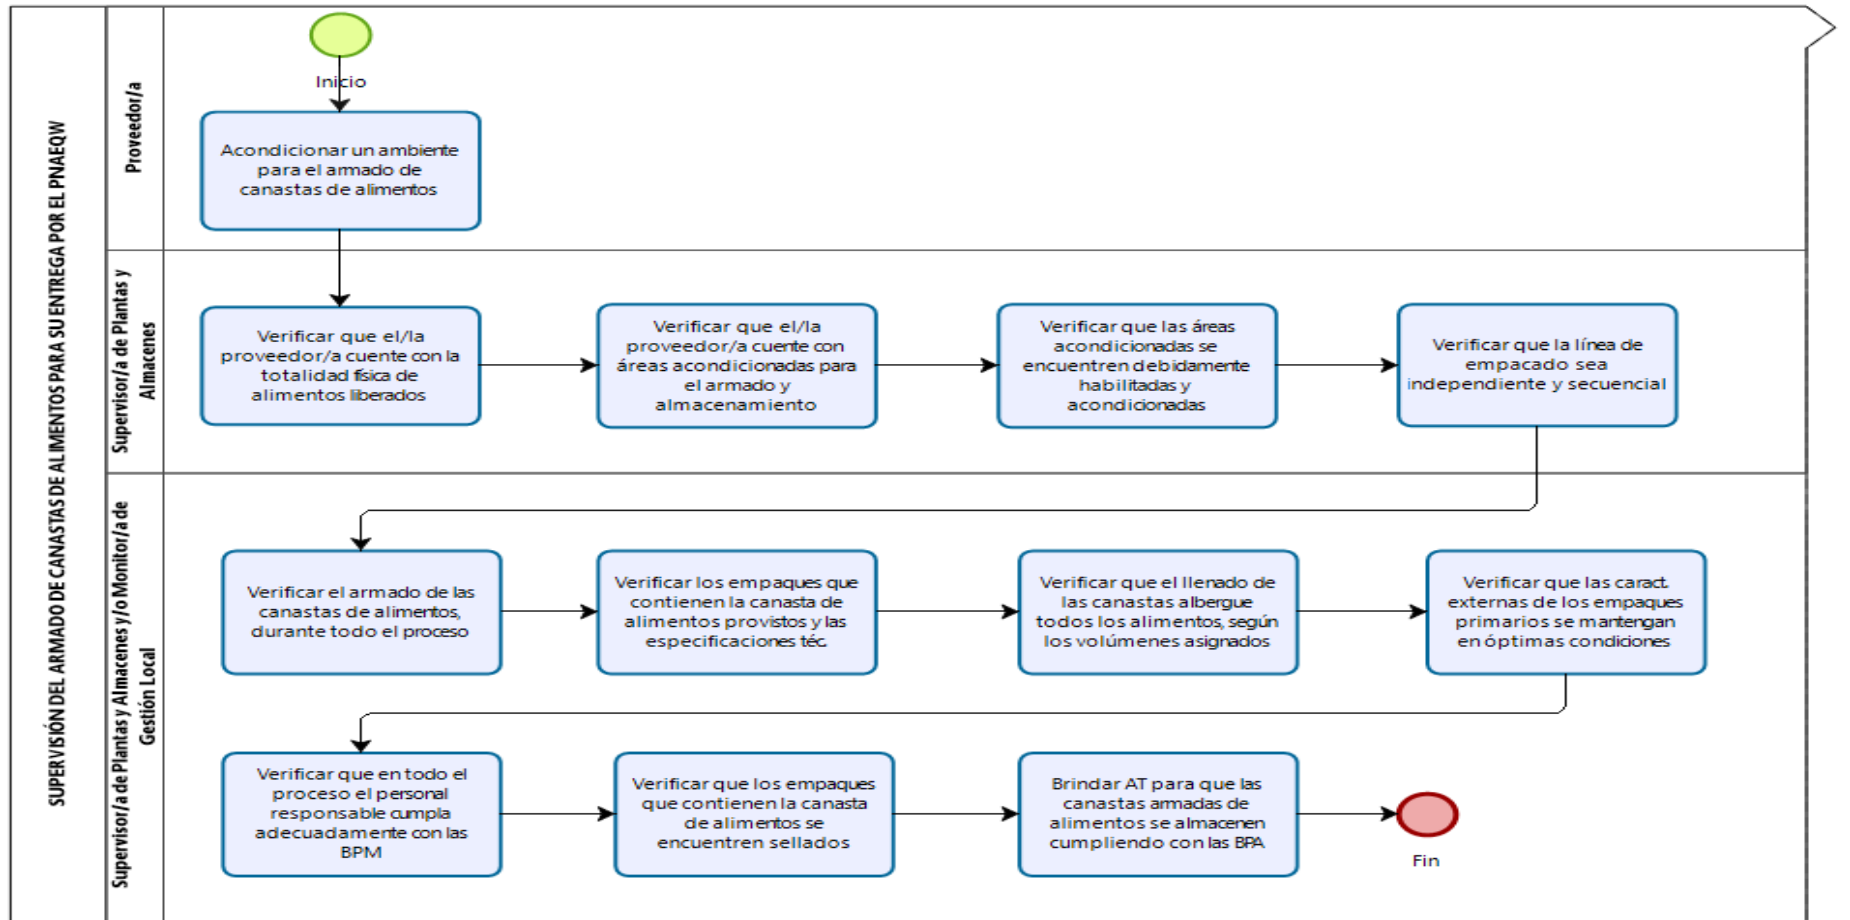 SUPERVISIÓN DEL ARMADO DE CANASTAS DE ALIMENTOS PARA SU ENTREGA POR EL PNAEQW
Proveedor/a
Inicio
Acondicionar un ambiente
para el armado de
canastas de alimentos
Supervisor/a de Plantas y
Almacenes
Verificar que el/la
proveedor/a cuente con la
totalidad física de
alimentos liberados
Verificar que el/la
proveedor/a cuente con
áreas acondicionadas para
el armado y
almacenamiento
Verificar que las áreas
acondicionadas se
encuentren debidamente
habilitadas y
acondicionadas
Verificar que la línea de
empacado sea
independiente y secuencial
Supervisor/a de Plantas y Almacenes y/o Monitor/a de
Gestión Local
Verificar el armado de las
canastas de alimentos,
durante todo el proceso
Verificar los empaques que
contienen la canasta de
alimentos provistos y las
especificaciones téc.
Verificar que el llenado de
las canastas albergue
todos los alimentos, según
los volúmenes asignados
Verificar que las caract.
externas de los empaques
primarios se mantengan
en óptimas condiciones
Verificar que en todo el
proceso el personal
responsable cumpla
adecuadamente con las
BPM
Verificar que los empaques
que contienen la canasta
de alimentos se
encuentren sellados
Brindar AT para que las
canastas armadas de
alimentos se almacenen
cumpliendo con las BPA
Fin